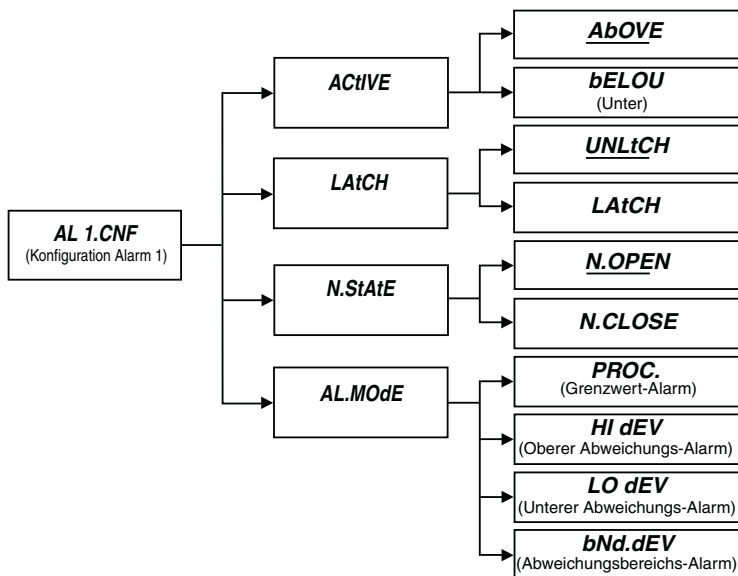 AL 1.CNF
(Konfiguration Alarm 1)
ACtIVE
AbOVE
bELOU
(Unter)
LAtCH
UNLtCH
LAtCH
N.StAtE
N.OPEN
N.CLOSE
AL.MOdE
PROC.
(Grenzwert-Alarm)
HI dEV
(Oberer Abweichungs-Alarm)
LO dEV
(Unterer Abweichungs-Alarm)
bNd.dEV
(Abweichungsbereichs-Alarm)